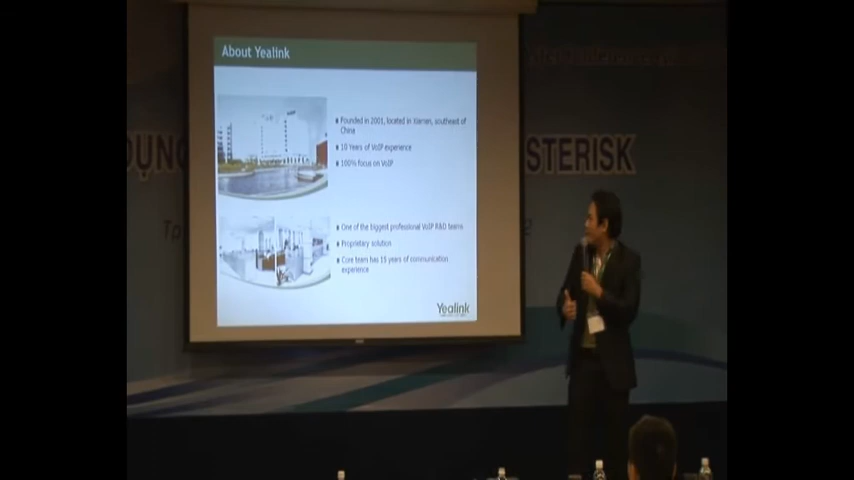 About Yealink
Founded in 2001, located in Xiamen, southeast of
China
10 Years of VoIP experience
100% focus on VoIP
One of the biggest professional VoIP R&D teams
Proprietary solution
Core team has 15 years of communication
experience
Yealink
DỤN
STERISK
Tp